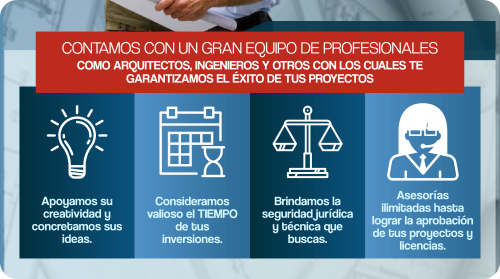 CONTAMOS CON UN GRAN EQUIPO DE PROFESIONALES
COMO ARQUITECTOS, INGENIEROS Y OTROS CON LOS CUALES TE
GARANTIZAMOS EL ÉXITO DE TUS PROYECTOS
Apoyamos su
creatividad y
concretamos sus
ideas.
Consideramos
valioso el TIEMPO
de tus
inversiones.
Brindamos la
seguridad jurídica
y técnica que
buscas.
Asesorías
ilimitadas hasta
lograr la aprobación
de tus proyectos y
licencias.